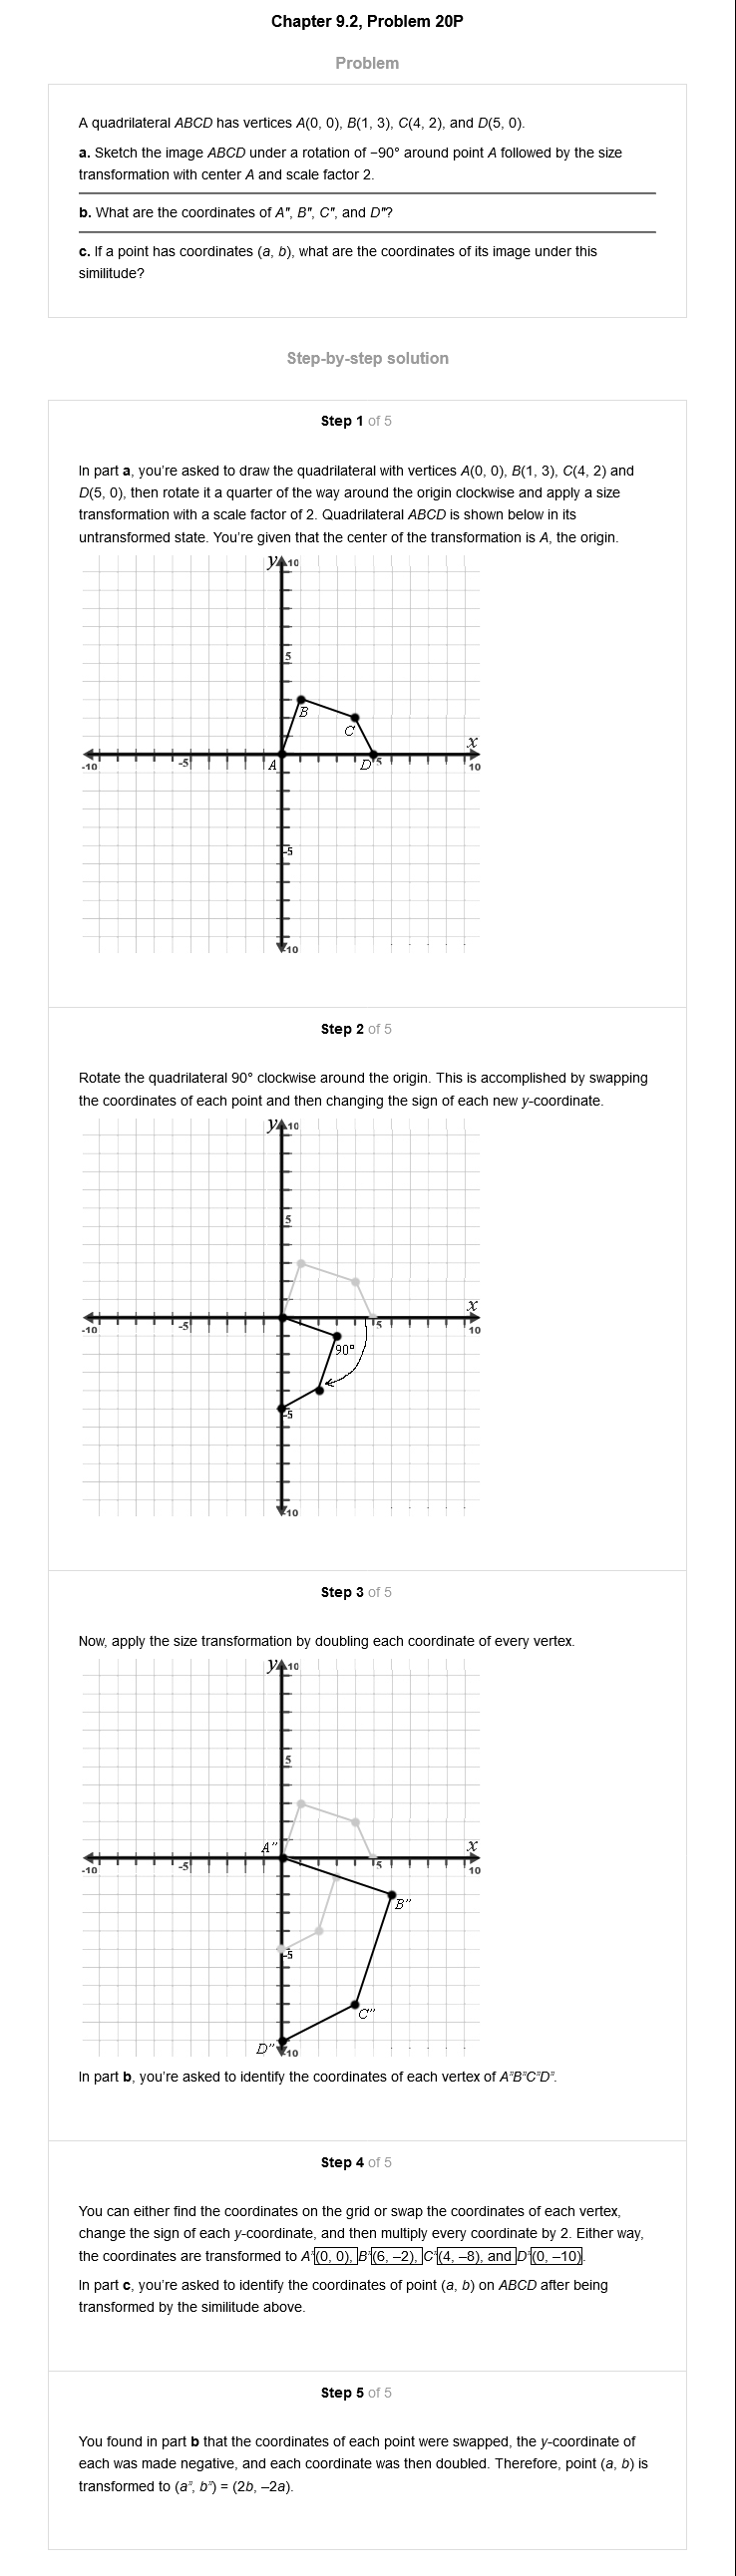 Chapter 9.2, Problem 20P
Problem
A quadrilateral ABCD has vertices A(0, 0), B(1, 3), C(4, 2), and D(5, 0).
a. Sketch the image ABCD under a rotation of −90° around point A followed by the size
transformation with center A and scale factor 2.
b. What are the coordinates of A″, B″, C″, and D″?
c. If a point has coordinates (a, b), what are the coordinates of its image under this
similitude?
Step-by-step solution
Step 1 of 5
In part a, you're asked to draw the quadrilateral with vertices A(0, 0), B(1, 3), C(4, 2) and
D(5, 0), then rotate it a quarter of the way around the origin clockwise and apply a size
transformation with a scale factor of 2. Quadrilateral ABCD is shown below in its
untransformed state. You're given that the center of the transformation is A, the origin.
y 10
5
B
C
x
-10 -5 A D 5 10
-5
-10
Step 2 of 5
Rotate the quadrilateral 90° clockwise around the origin. This is accomplished by swapping
the coordinates of each point and then changing the sign of each new y-coordinate.
y 10
5
x
-10 -5 5 10
90°
-5
-10
Step 3 of 5
Now, apply the size transformation by doubling each coordinate of every vertex.
y 10
5
A" x
-10 -5 5 10
B"
-5
C"
D" -10
In part b, you're asked to identify the coordinates of each vertex of A″B″C″D″.
Step 4 of 5
You can either find the coordinates on the grid or swap the coordinates of each vertex,
change the sign of each y-coordinate, and then multiply every coordinate by 2. Either way,
the coordinates are transformed to A″(0, 0), B″(6, –2), C″(4, –8), and D″(0, –10).
In part c, you're asked to identify the coordinates of point (a, b) on ABCD after being
transformed by the similitude above.
Step 5 of 5
You found in part b that the coordinates of each point were swapped, the y-coordinate of
each was made negative, and each coordinate was then doubled. Therefore, point (a, b) is
transformed to (a″, b″) = (2b, –2a).